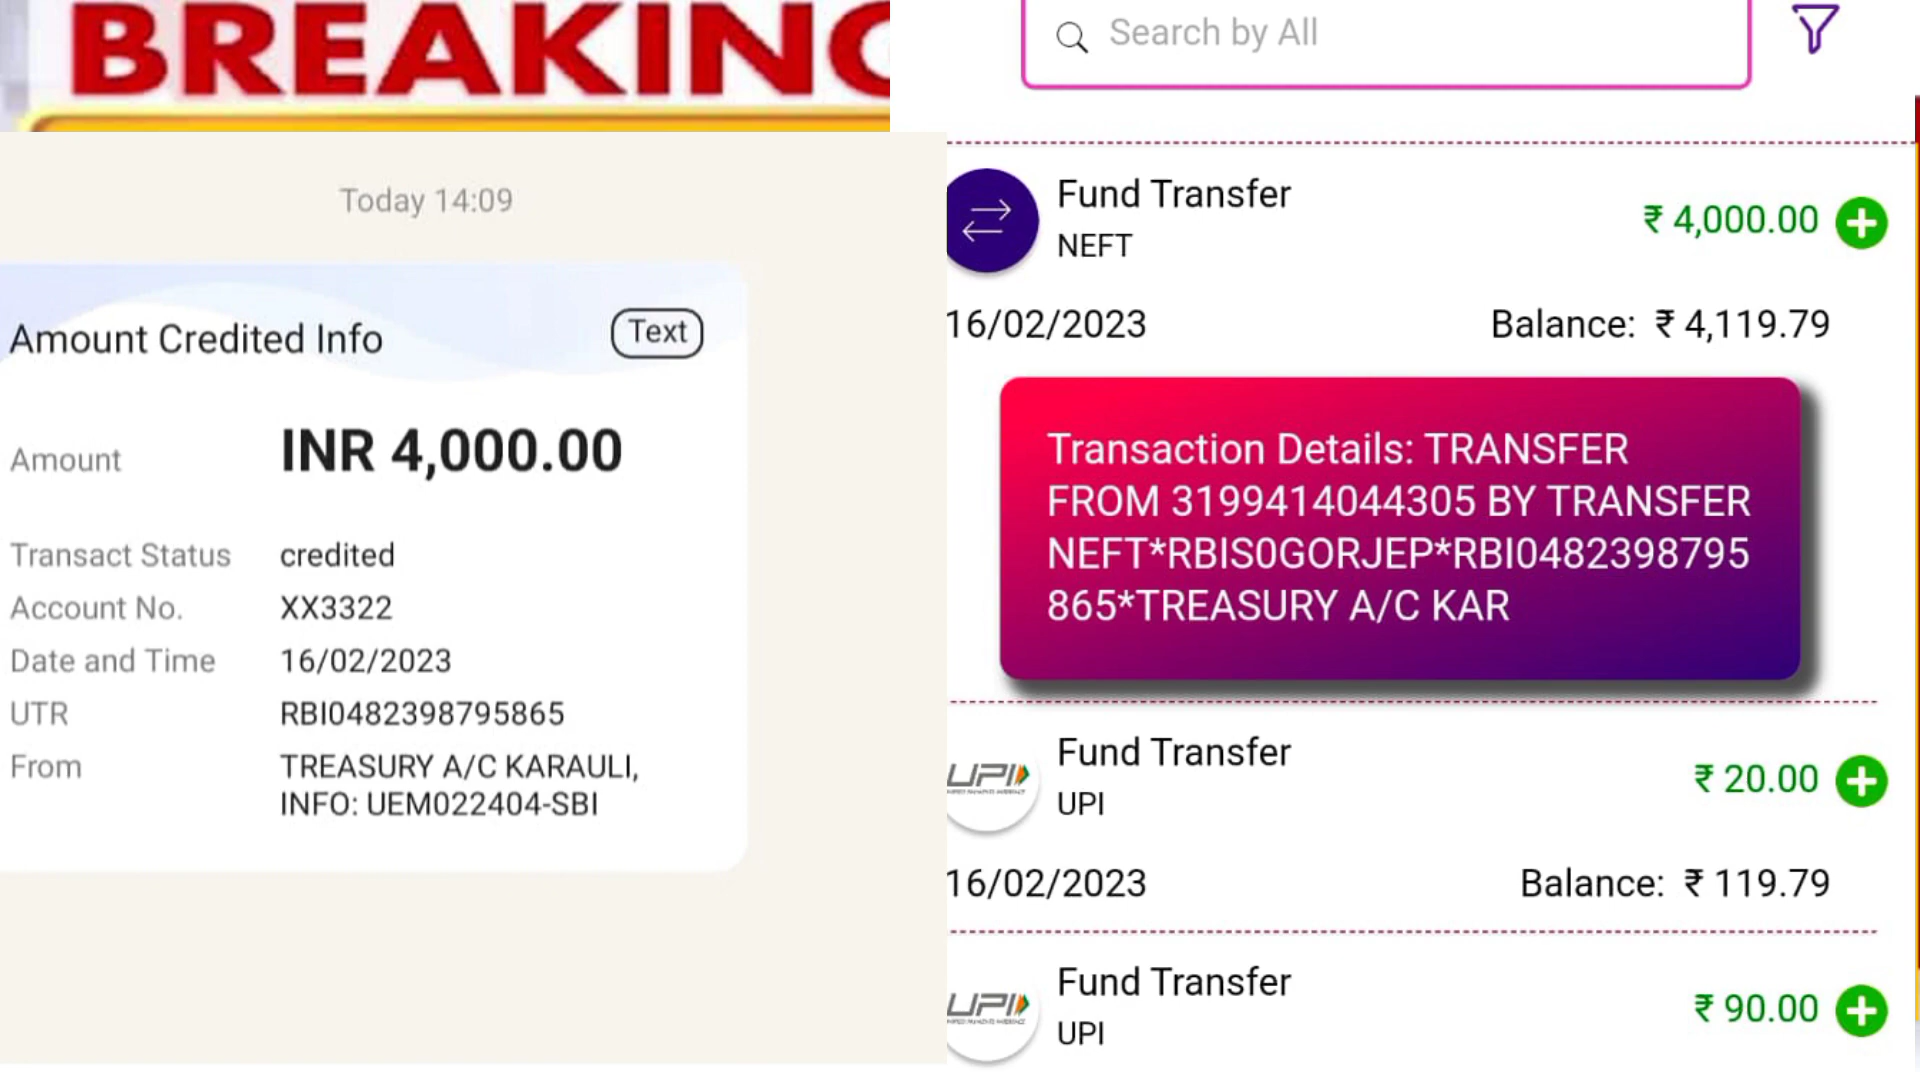 BREAKING
Today 14:09
Amount Credited Info
Text
Amount INR 4,000.00
Transact Status credited
Account No. XX3322
Date and Time 16/02/2023
UTR RBI0482398795865
From TREASURY A/C KARAULI,
INFO: UEM022404-SBI
Search by All
Fund Transfer
NEFT
₹ 4,000.00
16/02/2023 Balance: ₹ 4,119.79
Transaction Details: TRANSFER
FROM 3199414044305 BY TRANSFER
NEFT*RBIS0GORJEP*RBI0482398795
865*TREASURY A/C KAR
UPI
Fund Transfer
UPI
₹ 20.00
16/02/2023 Balance: ₹ 119.79
UPI
Fund Transfer
UPI
₹ 90.00